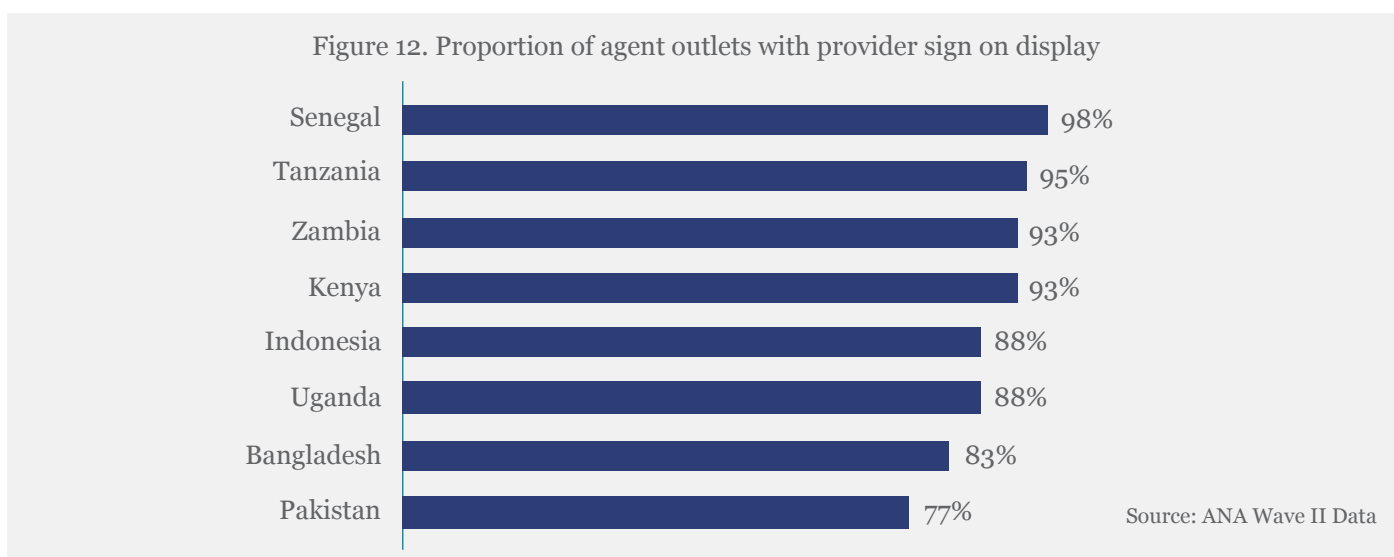 Figure 12. Proportion of agent outlets with provider sign on display
Senegal 98%
Tanzania 95%
Zambia 93%
Kenya 93%
Indonesia 88%
Uganda 88%
Bangladesh 83%
Pakistan 77%
Source: ANA Wave II Data